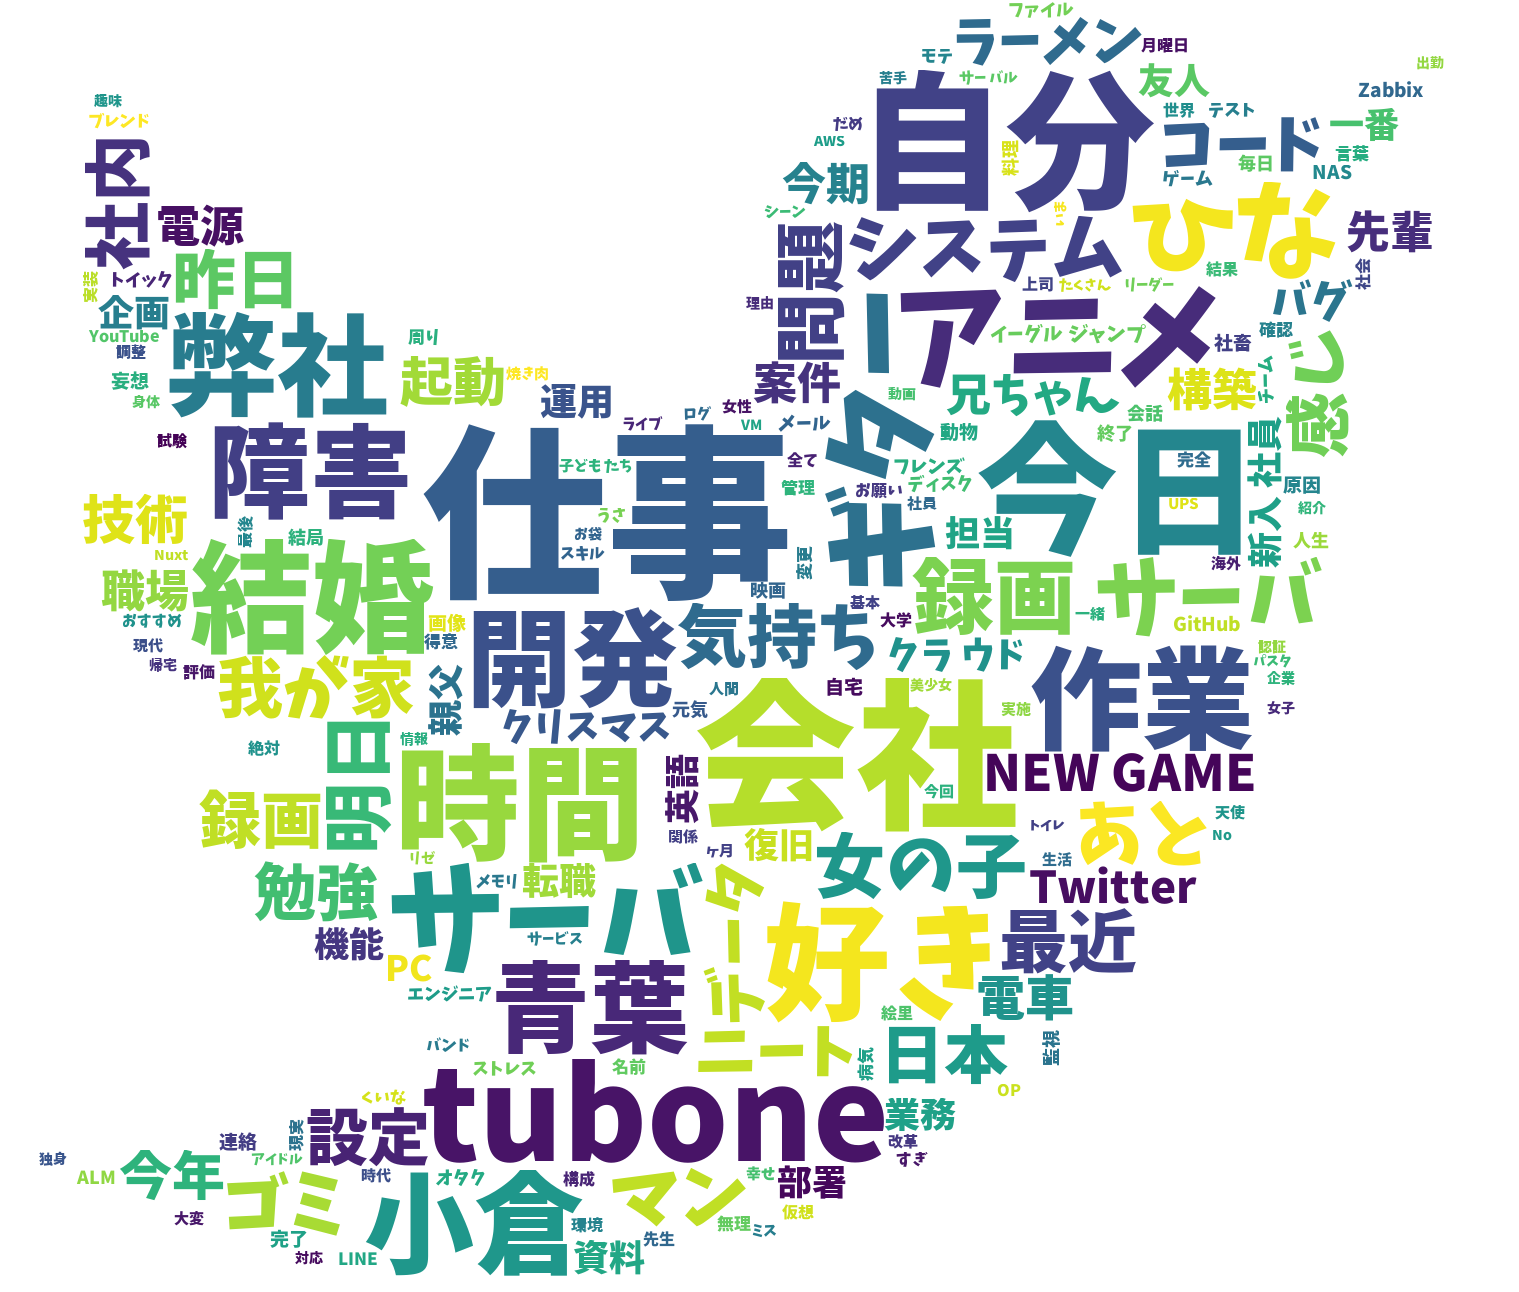 ファイル
ラーメン
モテ
月曜日
出勤
苦手
サーバル
友人
Zabbix
趣味
ブレンド
自分
世界
テスト
一番
だめ
AWS
料理
コード
言葉
毎日
NAS
ゲーム
社内
今期
シーン
電源
まい
ひな
先輩
問題
システム
昨日
実装
トイック
結果
社会
上司
たくさん
リーダー
企画
理由
アニメ
バグ
YouTube
周り
イーグル ジャンプ
確認
調整
弊社
社畜
感じ
起動
焼き肉
案件
チーム
妄想
身体
運用
動画
兄ちゃん
構築
女性
ログ
ライブ
VM
メール
会話
試験
障害
仕事
ギター
動物
終了
今日
新入社員
子どもたち
全て
フレンズ
完全
管理
お願い
ディスク
原因
技術
うさ
社員
UPS
紹介
最後
結局
お袋
担当
人生
Nuxt
スキル
変更
海外
職場
結婚
映画
録画 サーバ
おすすめ
画像
基本
一緒
大学
GitHub
現代
得意
開発
気持ち
クラウド
認証
帰宅
評価
我が家
パスタ
企業
親父
人間
自宅
美少女
作業
女子
クリスマス
元気
会社
実施
絶対
明日
情報
時間
英語
NEW GAME
録画
今回
関係
トイレ
あと
天使
No
リゼ
ケ月
復旧
女の子
生活
勉強
サーバ
メモリ
転職
Twitter
機能
サービス
ビーター
好き
最近
PC
エンジニア
青葉
電車
絵里
バンド
ニート
日本
監視
病気
ストレス
名前
OP
くいな
tubone
業務
設定
現実
改革
すぎ
連絡
独身
アイドル
ALM
今年
時代
オタク
構成
幸せ
部署
ゴミ
小倉
マン
仮想
大変
環境
無理
ミス
完了
先生
対応
LINE
資料